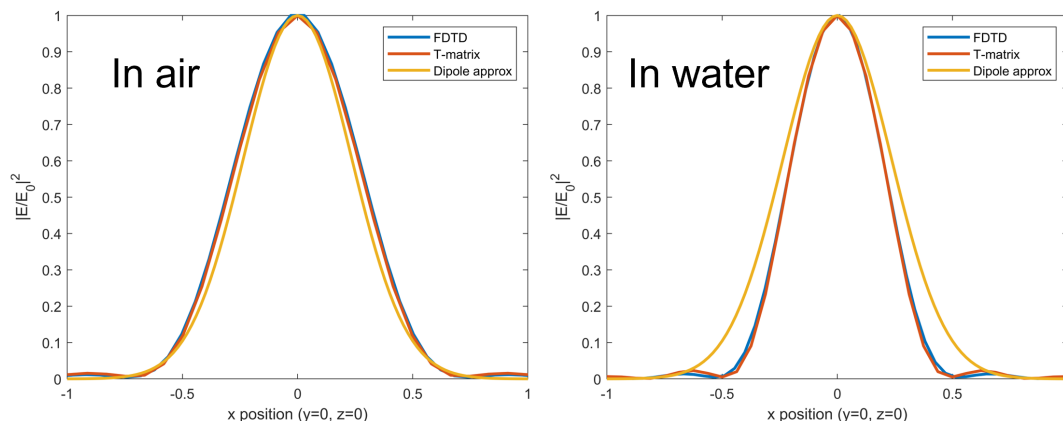 In air
FDTD
T-matrix
Dipole approx
|E/E₀|²
1
0.9
0.8
0.7
0.6
0.5
0.4
0.3
0.2
0.1
0
-1
-0.5
0
0.5
1
x position (y=0, z=0)
In water
FDTD
T-matrix
Dipole approx
|E/E₀|²
1
0.9
0.8
0.7
0.6
0.5
0.4
0.3
0.2
0.1
0
-1
-0.5
0
0.5
x position (y=0, z=0)